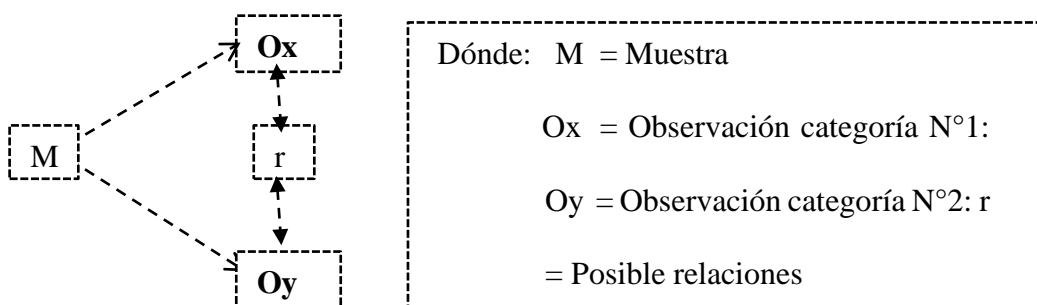 Ox
M
r
Oy
Dónde: M = Muestra
Ox = Observación categoría N°1:
Oy = Observación categoría N°2: r
= Posible relaciones